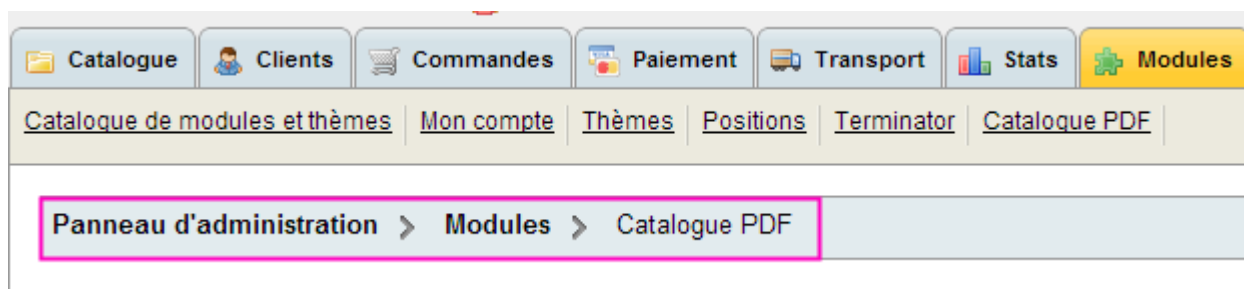 Catalogue Clients Commandes Paiement Transport Stats Modules
Catalogue de modules et thèmes Mon compte Thèmes Positions Terminator Catalogue PDF
Panneau d'administration > Modules > Catalogue PDF